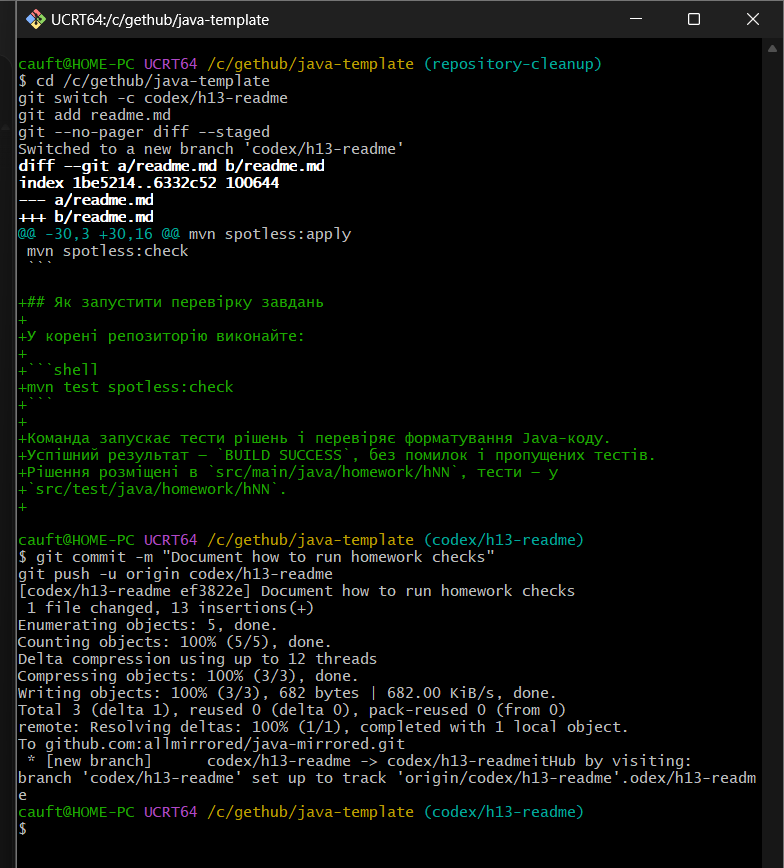 UCRT64:/c/gethub/java-template
cauft@HOME-PC UCRT64 /c/gethub/java-template (repository-cleanup)
$ cd /c/gethub/java-template
git switch -c codex/h13-readme
git add readme.md
git --no-pager diff --staged
Switched to a new branch 'codex/h13-readme'
diff --git a/readme.md b/readme.md
index 1be5214..6332c52 100644
--- a/readme.md
+++ b/readme.md
@@ -30,3 +30,16 @@ mvn spotless:apply
 mvn spotless:check
 ```

+## Як запустити перевірку завдань
+
+У корені репозиторію виконайте:
+
+```shell
+mvn test spotless:check
+```
+
+Команда запускає тести рішень і перевіряє форматування Java-коду.
+Успішний результат — `BUILD SUCCESS`, без помилок і пропущених тестів.
+Рішення розміщені в `src/main/java/homework/hNN`, тести — у
+`src/test/java/homework/hNN`.
+

cauft@HOME-PC UCRT64 /c/gethub/java-template (codex/h13-readme)
$ git commit -m "Document how to run homework checks"
git push -u origin codex/h13-readme
[codex/h13-readme ef3822e] Document how to run homework checks
 1 file changed, 13 insertions(+)
Enumerating objects: 5, done.
Counting objects: 100% (5/5), done.
Delta compression using up to 12 threads
Compressing objects: 100% (3/3), done.
Writing objects: 100% (3/3), 682 bytes | 682.00 KiB/s, done.
Total 3 (delta 1), reused 0 (delta 0), pack-reused 0 (from 0)
remote: Resolving deltas: 100% (1/1), completed with 1 local object.
To github.com:allmirrored/java-mirrored.git
 * [new branch]      codex/h13-readme -> codex/h13-readmeitHub by visiting:
branch 'codex/h13-readme' set up to track 'origin/codex/h13-readme'.odex/h13-readm
e
cauft@HOME-PC UCRT64 /c/gethub/java-template (codex/h13-readme)
$